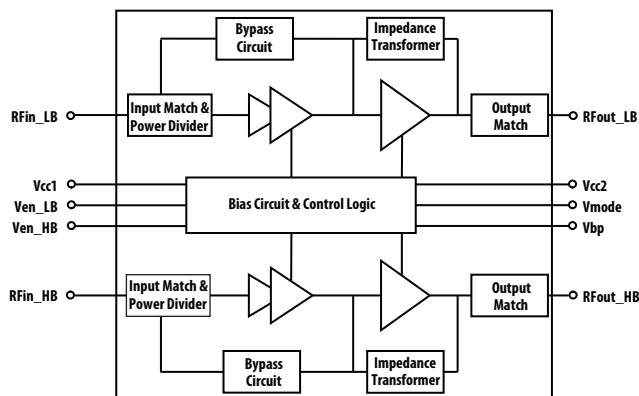 Bypass
Circuit
Impedance
Transformer
RFin_LB
Input Match &
Power Divider
Output
Match
RFout_LB
Vcc1
Ven_LB
Ven_HB
Bias Circuit & Control Logic
Vcc2
Vmode
Vbp
RFin_HB
Input Match &
Power Divider
Output
Match
RFout_HB
Bypass
Circuit
Impedance
Transformer